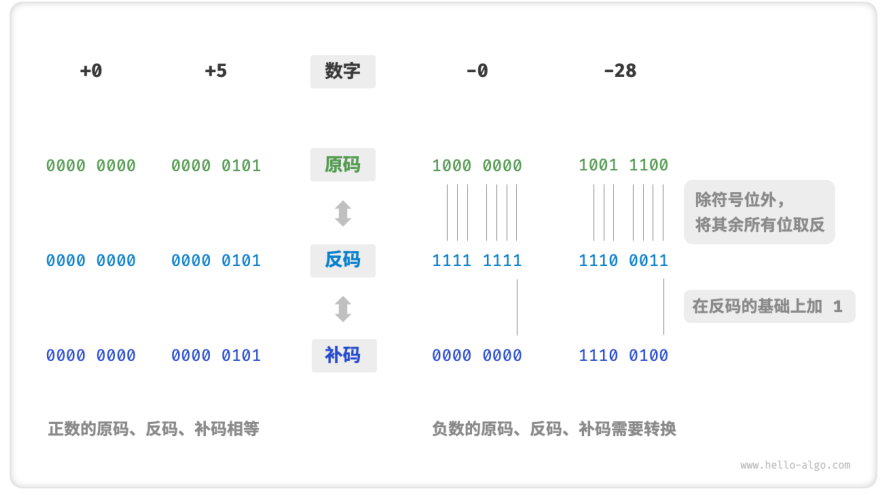 +0 +5 数字 -0 -28
0000 0000 0000 0101 原码 1000 0000 1001 1100
除符号位外，
将其余所有位取反
0000 0000 0000 0101 反码 1111 1111 1110 0011
在反码的基础上加 1
0000 0000 0000 0101 补码 0000 0000 1110 0100
正数的原码、反码、补码相等 负数的原码、反码、补码需要转换
www.hello-algo.com